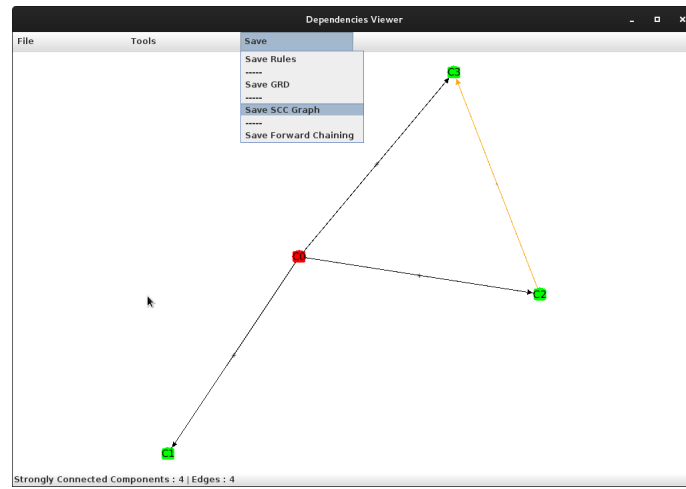 Dependencies Viewer
File Tools Save
Save Rules
-----
Save GRD
-----
Save SCC Graph
-----
Save Forward Chaining
C3
C0
C2
C1
Strongly Connected Components : 4 | Edges : 4